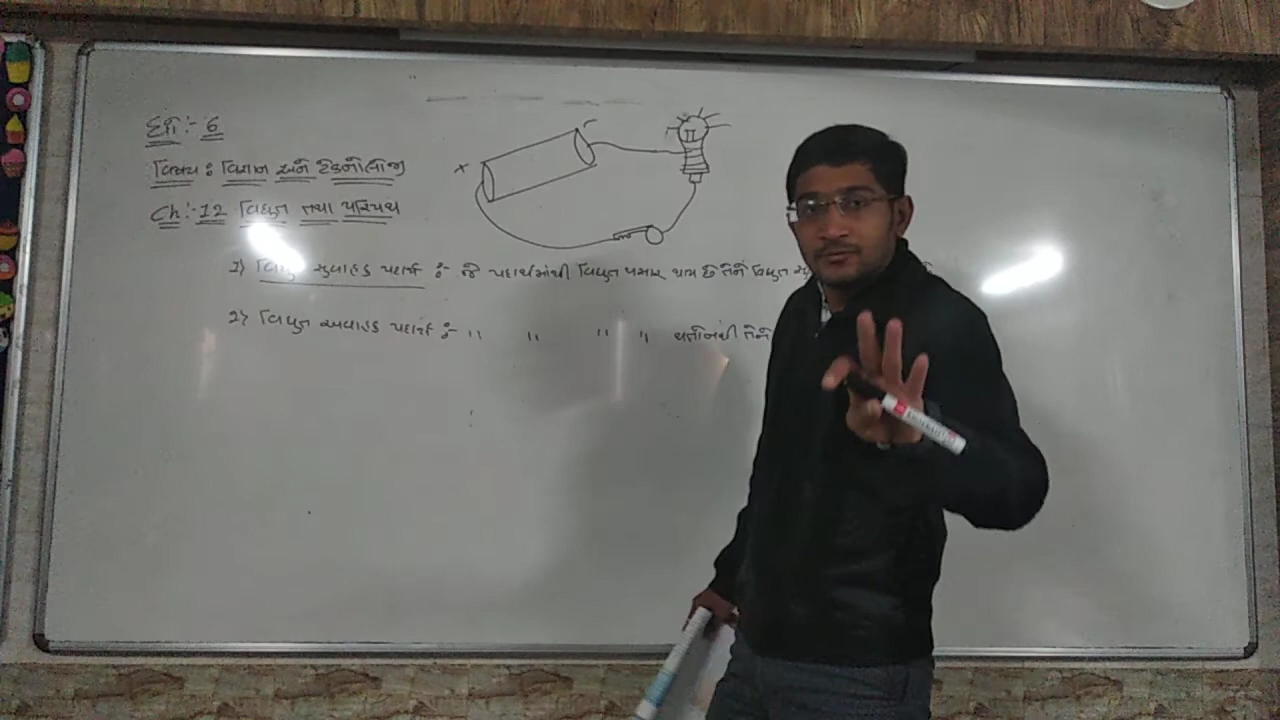 ધો:- 6
વિષય : વિજ્ઞાન અને ટેકનોલોજી
Ch:-12 વિદ્યુત તથા પરિપથ
+ -
1) વિદ્યુત સુવાહક પદાર્થ :- જે પદાર્થમાંથી વિદ્યુત પસાર થાય છે તેને વિદ્યુત
2) વિદ્યુત અવાહક પદાર્થ :- '' '' '' '' થતો નથી તેને